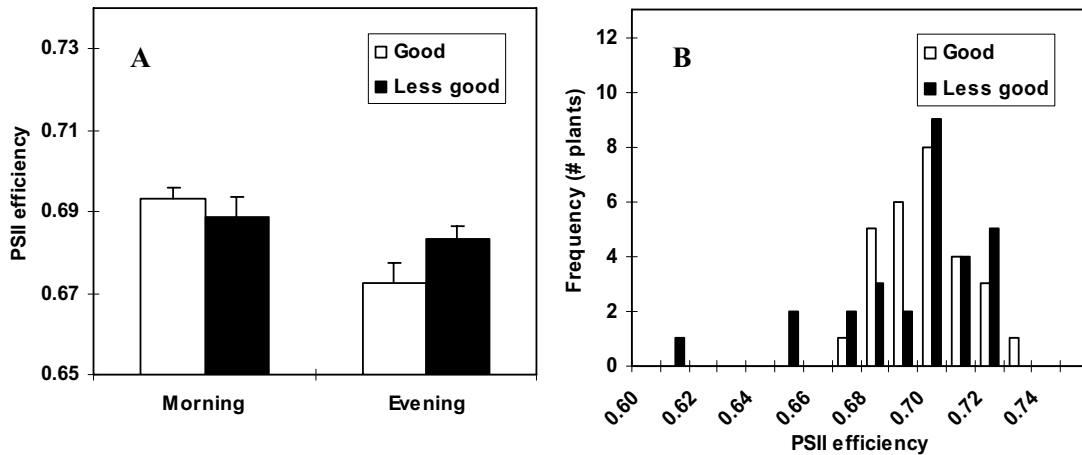 A
Good
Less good
PSII efficiency
0.73
0.71
0.69
0.67
0.65
Morning Evening
B
Good
Less good
Frequency (# plants)
12
10
8
6
4
2
0
0.60 0.62 0.64 0.66 0.68 0.70 0.72 0.74
PSII efficiency